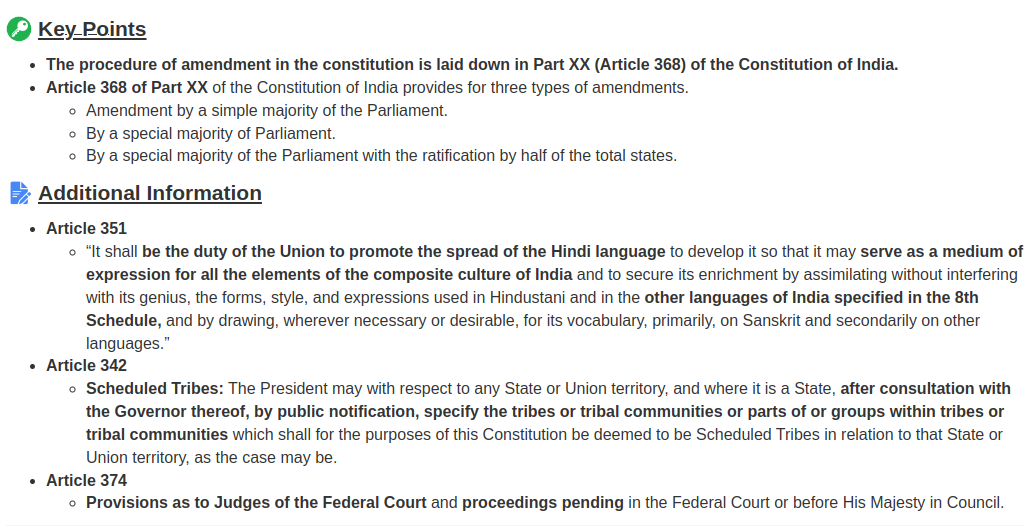 Key Points
The procedure of amendment in the constitution is laid down in Part XX (Article 368) of the Constitution of India.
Article 368 of Part XX of the Constitution of India provides for three types of amendments.
Amendment by a simple majority of the Parliament.
By a special majority of Parliament.
By a special majority of the Parliament with the ratification by half of the total states.
Additional Information
Article 351
“It shall be the duty of the Union to promote the spread of the Hindi language to develop it so that it may serve as a medium of
expression for all the elements of the composite culture of India and to secure its enrichment by assimilating without interfering
with its genius, the forms, style, and expressions used in Hindustani and in the other languages of India specified in the 8th
Schedule, and by drawing, wherever necessary or desirable, for its vocabulary, primarily, on Sanskrit and secondarily on other
languages.”
Article 342
Scheduled Tribes: The President may with respect to any State or Union territory, and where it is a State, after consultation with
the Governor thereof, by public notification, specify the tribes or tribal communities or parts of or groups within tribes or
tribal communities which shall for the purposes of this Constitution be deemed to be Scheduled Tribes in relation to that State or
Union territory, as the case may be.
Article 374
Provisions as to Judges of the Federal Court and proceedings pending in the Federal Court or before His Majesty in Council.